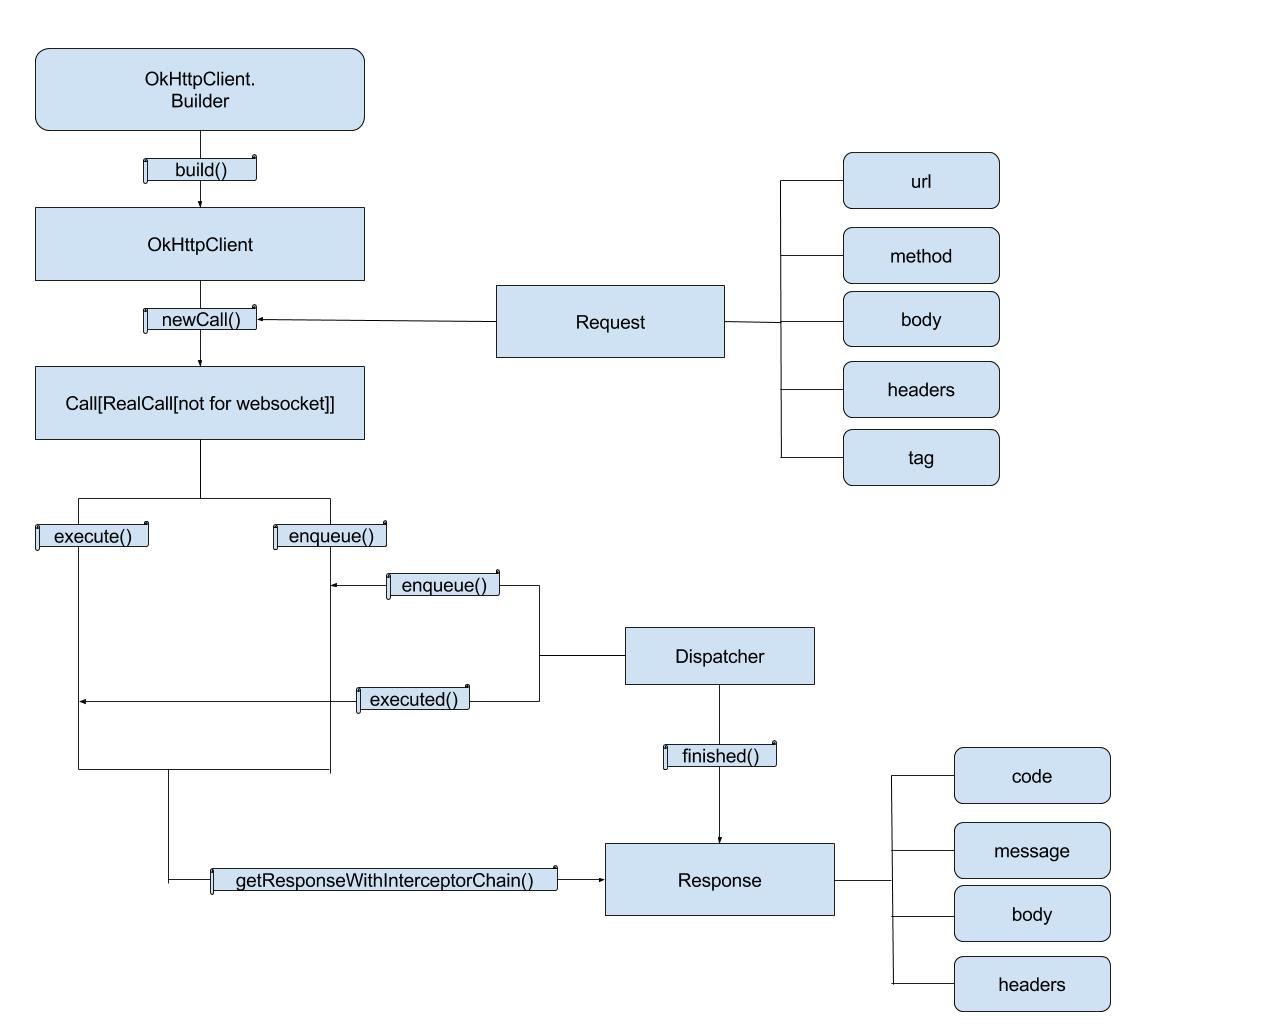 OkHttpClient.
Builder
build()
OkHttpClient
newCall()
Request
url
method
body
headers
tag
Call[RealCall[not for websocket]]
execute()
enqueue()
enqueue()
Dispatcher
executed()
finished()
getResponseWithInterceptorChain()
Response
code
message
body
headers